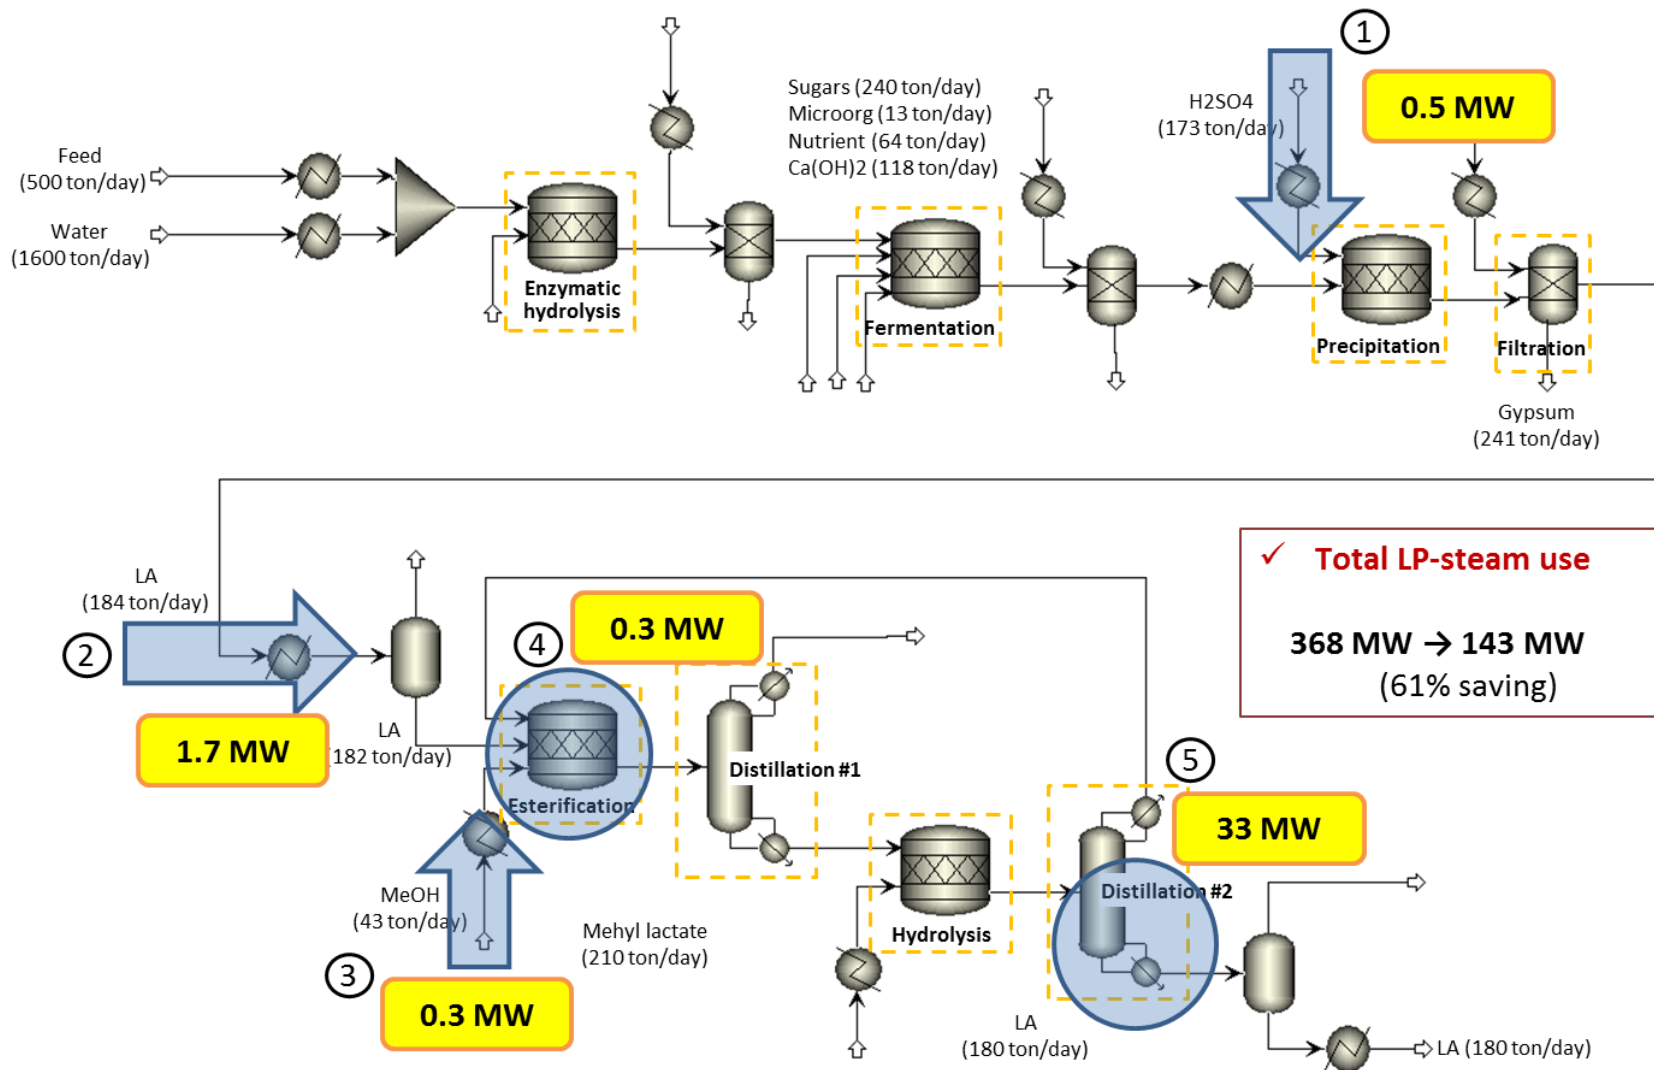 1
Sugars (240 ton/day)
Microorg (13 ton/day)
Nutrient (64 ton/day)
Ca(OH)2 (118 ton/day)
H2SO4
(173 ton/day)
0.5 MW
Feed
(500 ton/day)
Water
(1600 ton/day)
Enzymatic
hydrolysis
Fermentation
Precipitation
Filtration
Gypsum
(241 ton/day)
✓ Total LP-steam use
368 MW → 143 MW
(61% saving)
LA
(184 ton/day)
2
1.7 MW
LA
(182 ton/day)
4
0.3 MW
Esterification
Distillation #1
MeOH
(43 ton/day)
3
0.3 MW
Mehyl lactate
(210 ton/day)
Hydrolysis
5
33 MW
Distillation #2
LA
(180 ton/day)
LA (180 ton/day)